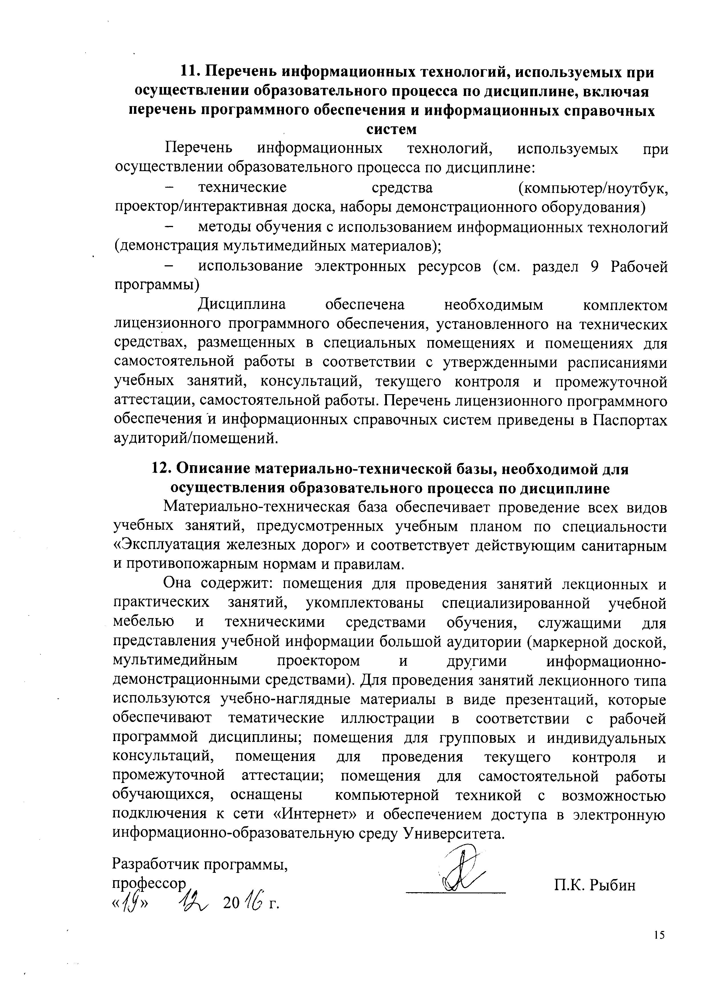 11. Перечень информационных технологий, используемых при
осуществлении образовательного процесса по дисциплине, включая
перечень программного обеспечения и информационных справочных
систем
Перечень информационных технологий, используемых при
осуществлении образовательного процесса по дисциплине:
– технические средства (компьютер/ноутбук,
проектор/интерактивная доска, наборы демонстрационного оборудования)
– методы обучения с использованием информационных технологий
(демонстрация мультимедийных материалов);
– использование электронных ресурсов (см. раздел 9 Рабочей
программы)
Дисциплина обеспечена необходимым комплектом
лицензионного программного обеспечения, установленного на технических
средствах, размещенных в специальных помещениях и помещениях для
самостоятельной работы в соответствии с утвержденными расписаниями
учебных занятий, консультаций, текущего контроля и промежуточной
аттестации, самостоятельной работы. Перечень лицензионного программного
обеспечения и информационных справочных систем приведены в Паспортах
аудиторий/помещений.
12. Описание материально-технической базы, необходимой для
осуществления образовательного процесса по дисциплине
Материально-техническая база обеспечивает проведение всех видов
учебных занятий, предусмотренных учебным планом по специальности
«Эксплуатация железных дорог» и соответствует действующим санитарным
и противопожарным нормам и правилам.
Она содержит: помещения для проведения занятий лекционных и
практических занятий, укомплектованы специализированной учебной
мебелью и техническими средствами обучения, служащими для
представления учебной информации большой аудитории (маркерной доской,
мультимедийным проектором и другими информационно-
демонстрационными средствами). Для проведения занятий лекционного типа
используются учебно-наглядные материалы в виде презентаций, которые
обеспечивают тематические иллюстрации в соответствии с рабочей
программой дисциплины; помещения для групповых и индивидуальных
консультаций, помещения для проведения текущего контроля и
промежуточной аттестации; помещения для самостоятельной работы
обучающихся, оснащены компьютерной техникой с возможностью
подключения к сети «Интернет» и обеспечением доступа в электронную
информационно-образовательную среду Университета.
Разработчик программы,
профессор П.К. Рыбин
«19» 12 2016 г.
15